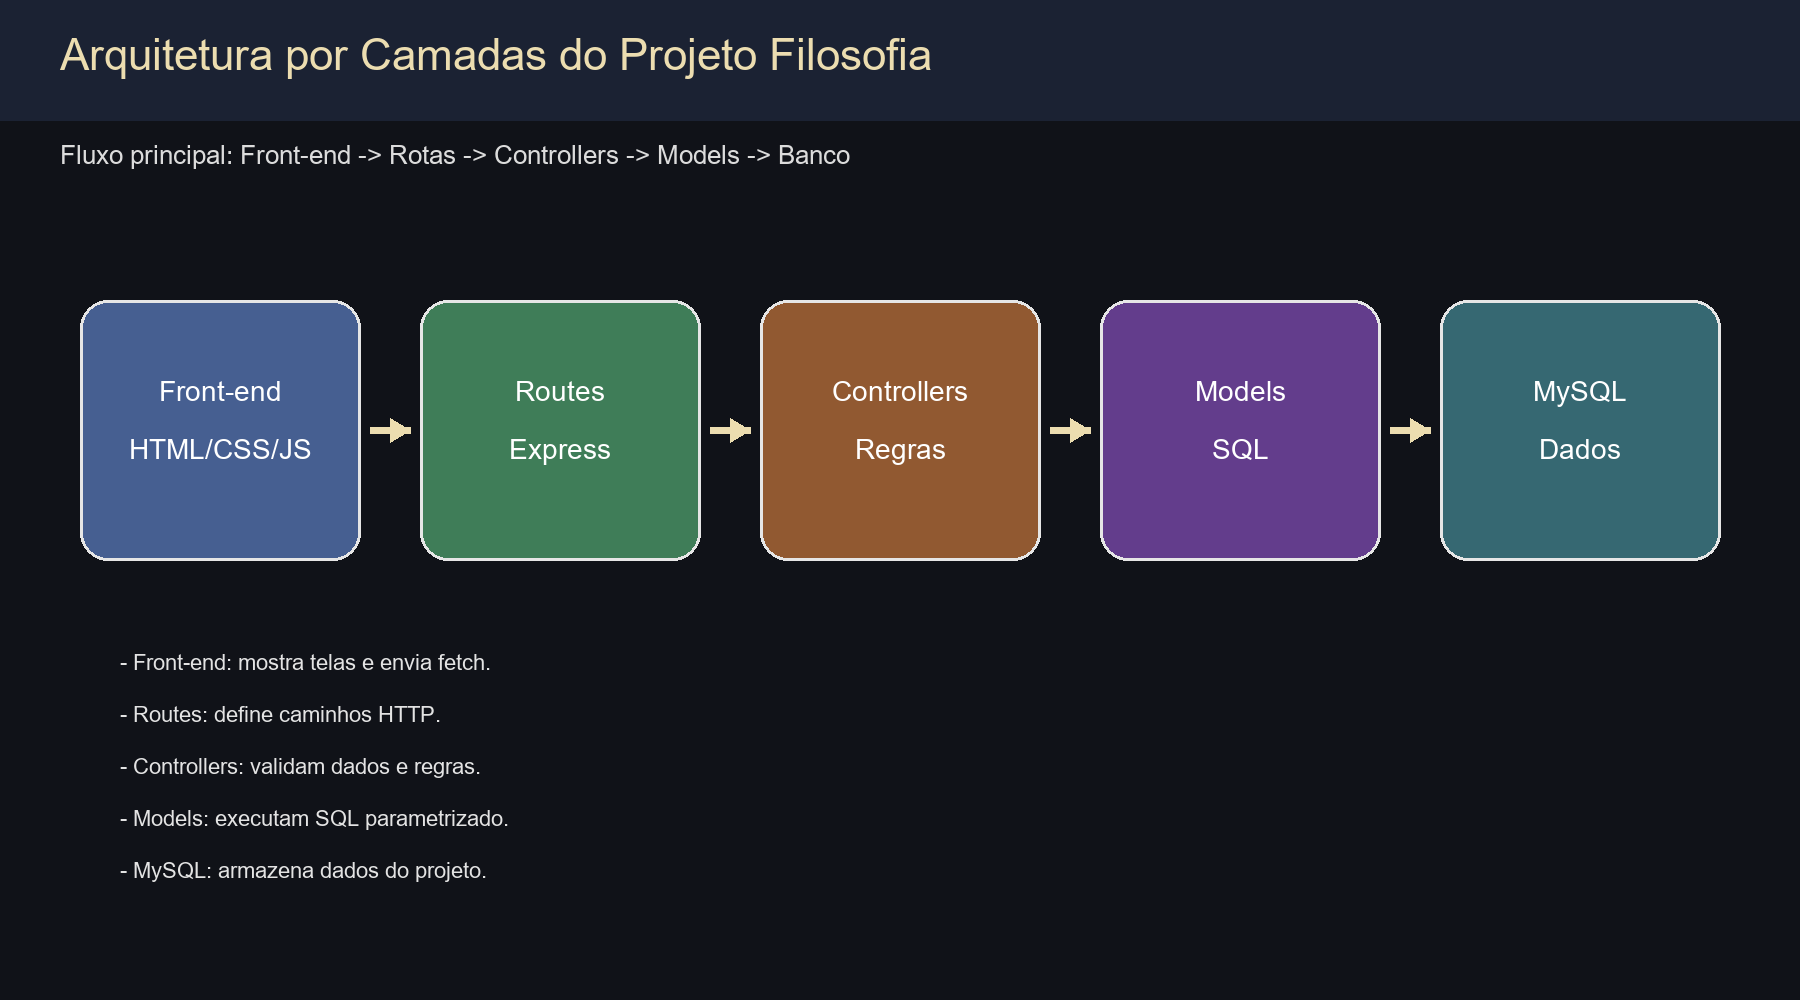 Arquitetura por Camadas do Projeto Filosofia
Fluxo principal: Front-end -> Rotas -> Controllers -> Models -> Banco
Front-end
HTML/CSS/JS
Routes
Express
Controllers
Regras
Models
SQL
MySQL
Dados
- Front-end: mostra telas e envia fetch.
- Routes: define caminhos HTTP.
- Controllers: validam dados e regras.
- Models: executam SQL parametrizado.
- MySQL: armazena dados do projeto.